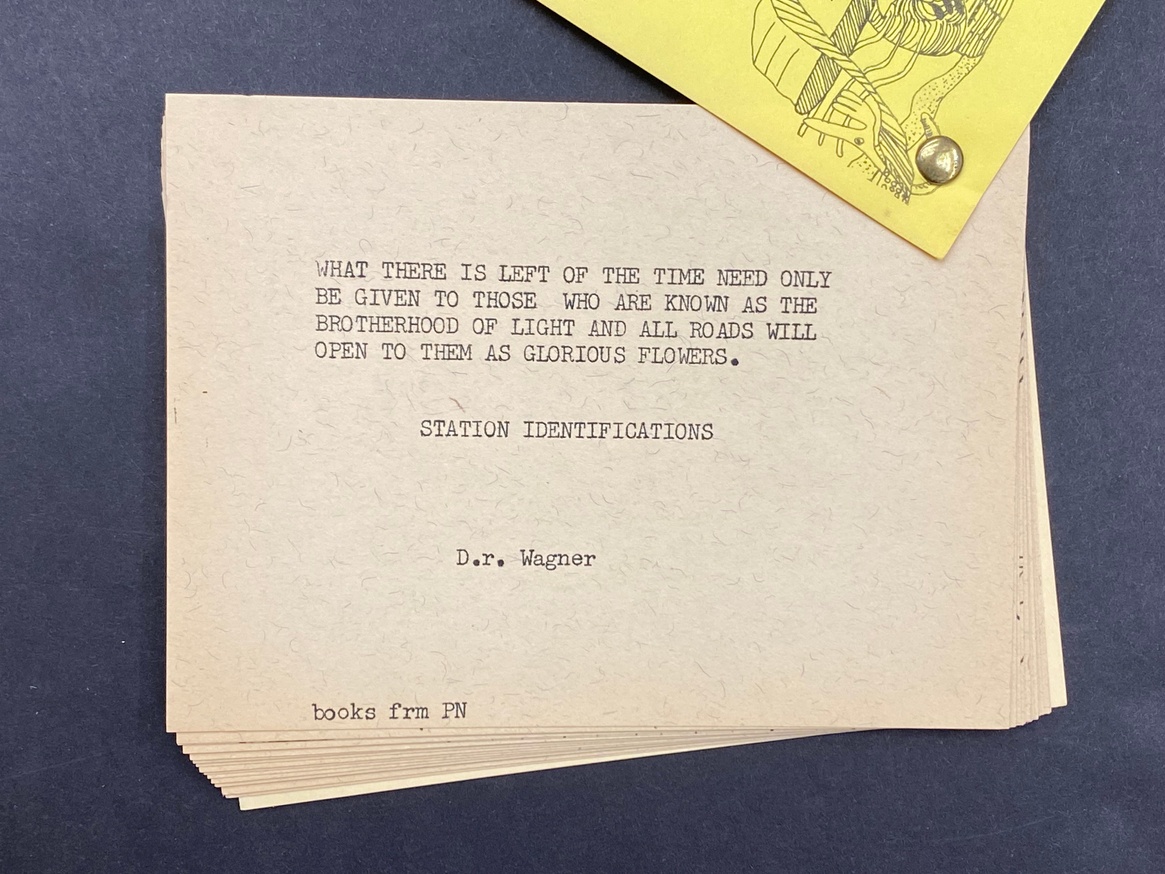 WHAT THERE IS LEFT OF THE TIME NEED ONLY
BE GIVEN TO THOSE  WHO ARE KNOWN AS THE
BROTHERHOOD OF LIGHT AND ALL ROADS WILL
OPEN TO THEM AS GLORIOUS FLOWERS.
STATION IDENTIFICATIONS
D.r. Wagner
books frm PN